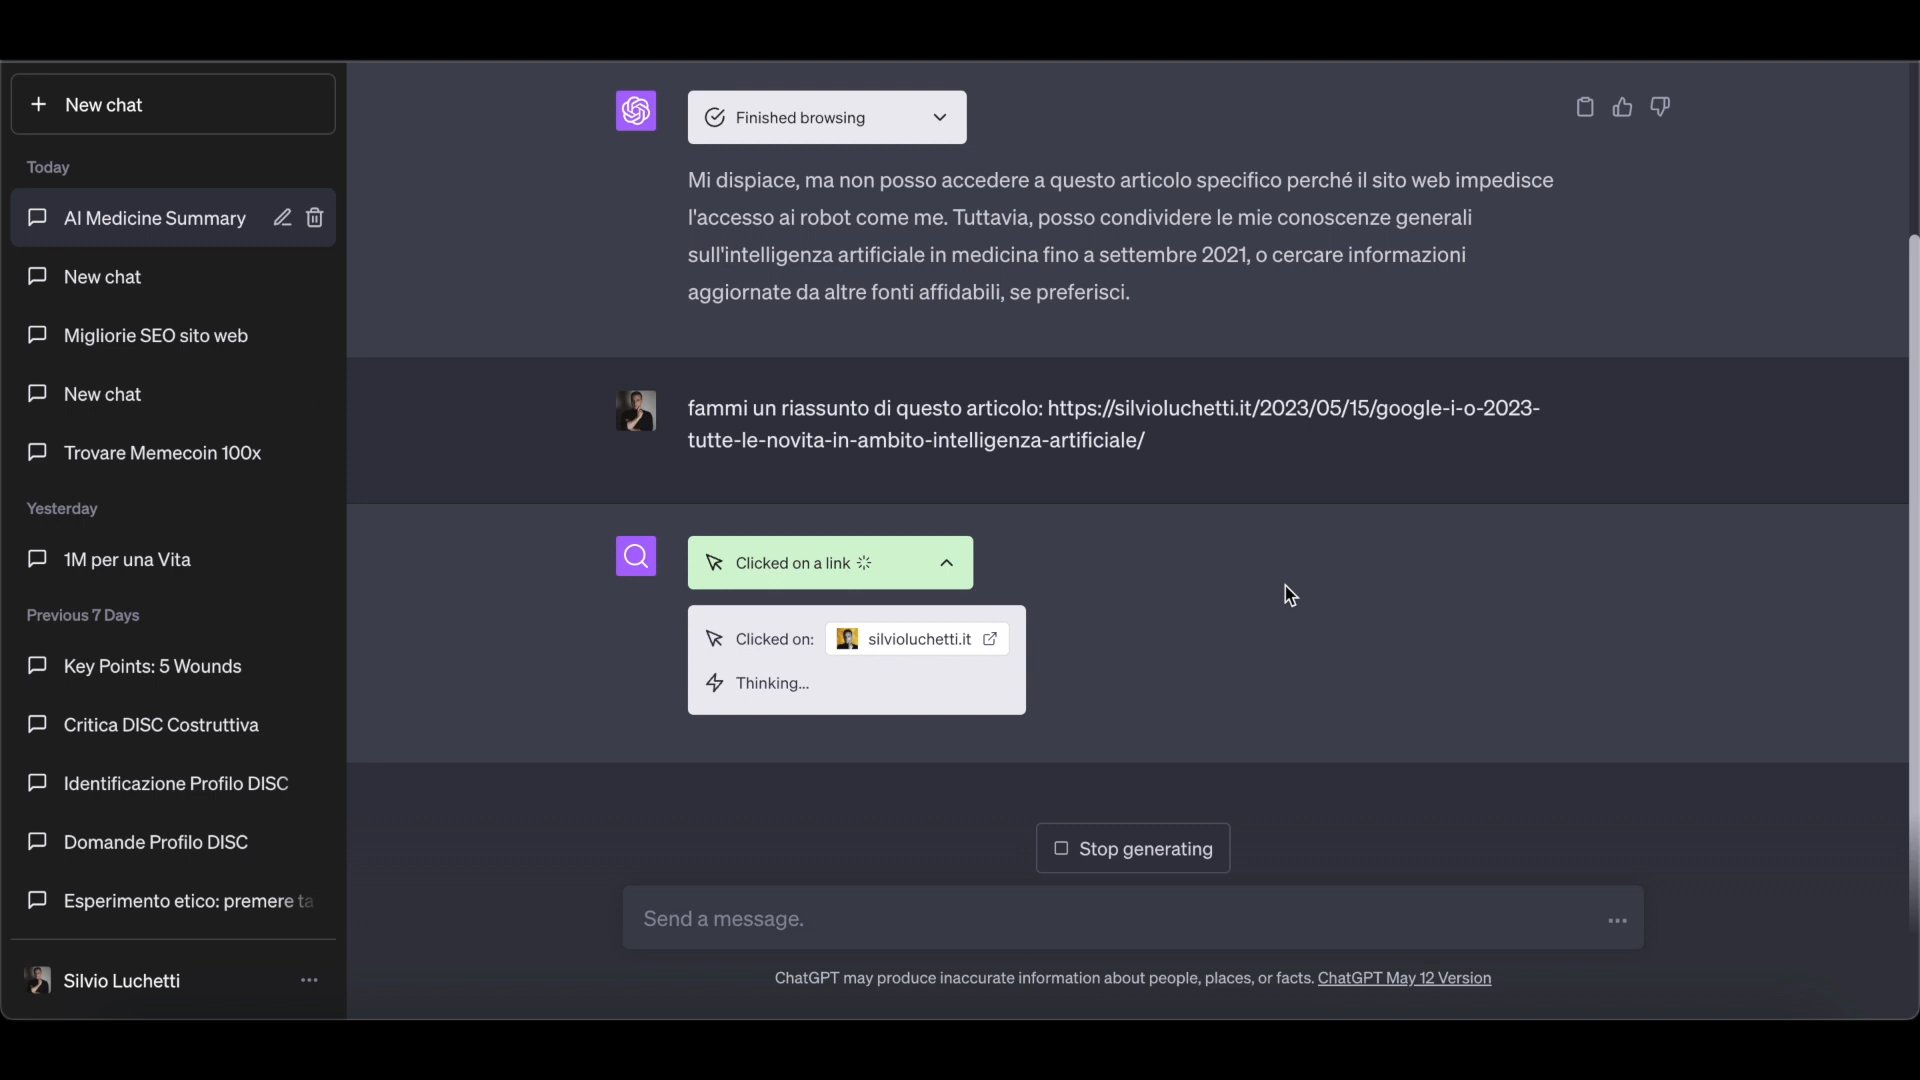 New chat
Today
AI Medicine Summary
New chat
Migliorie SEO sito web
New chat
Trovare Memecoin 100x
Yesterday
1M per una Vita
Previous 7 Days
Key Points: 5 Wounds
Critica DISC Costruttiva
Identificazione Profilo DISC
Domande Profilo DISC
Esperimento etico: premere ta
Silvio Luchetti
Finished browsing
Mi dispiace, ma non posso accedere a questo articolo specifico perché il sito web impedisce
l'accesso ai robot come me. Tuttavia, posso condividere le mie conoscenze generali
sull'intelligenza artificiale in medicina fino a settembre 2021, o cercare informazioni
aggiornate da altre fonti affidabili, se preferisci.
fammi un riassunto di questo articolo: https://silvioluchetti.it/2023/05/15/google-i-o-2023-
tutte-le-novita-in-ambito-intelligenza-artificiale/
Clicked on a link
Clicked on: silvioluchetti.it
Thinking...
Stop generating
Send a message.
ChatGPT may produce inaccurate information about people, places, or facts. ChatGPT May 12 Version